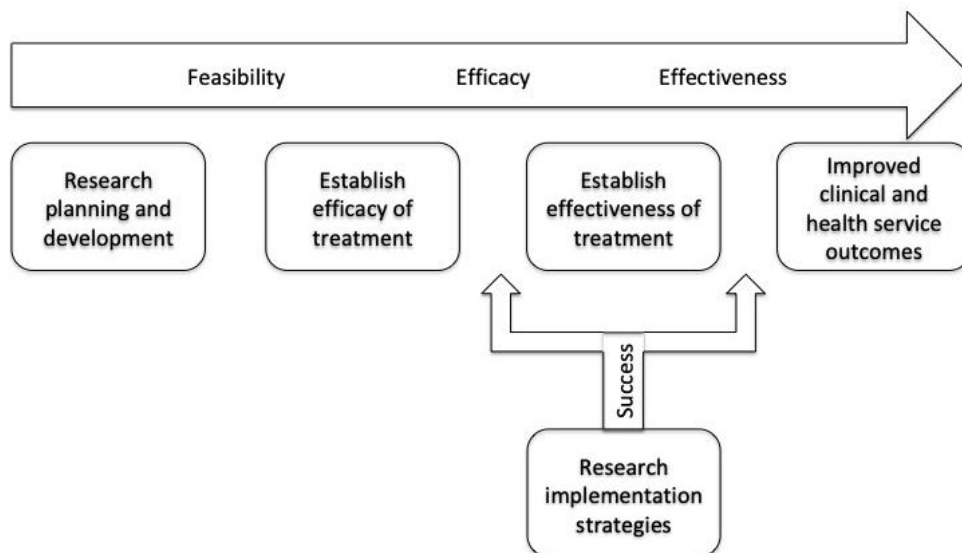 Feasibility Efficacy Effectiveness
Research
planning and
development
Establish
efficacy of
treatment
Establish
effectiveness of
treatment
Improved
clinical and
health service
outcomes
Success
Research
implementation
strategies